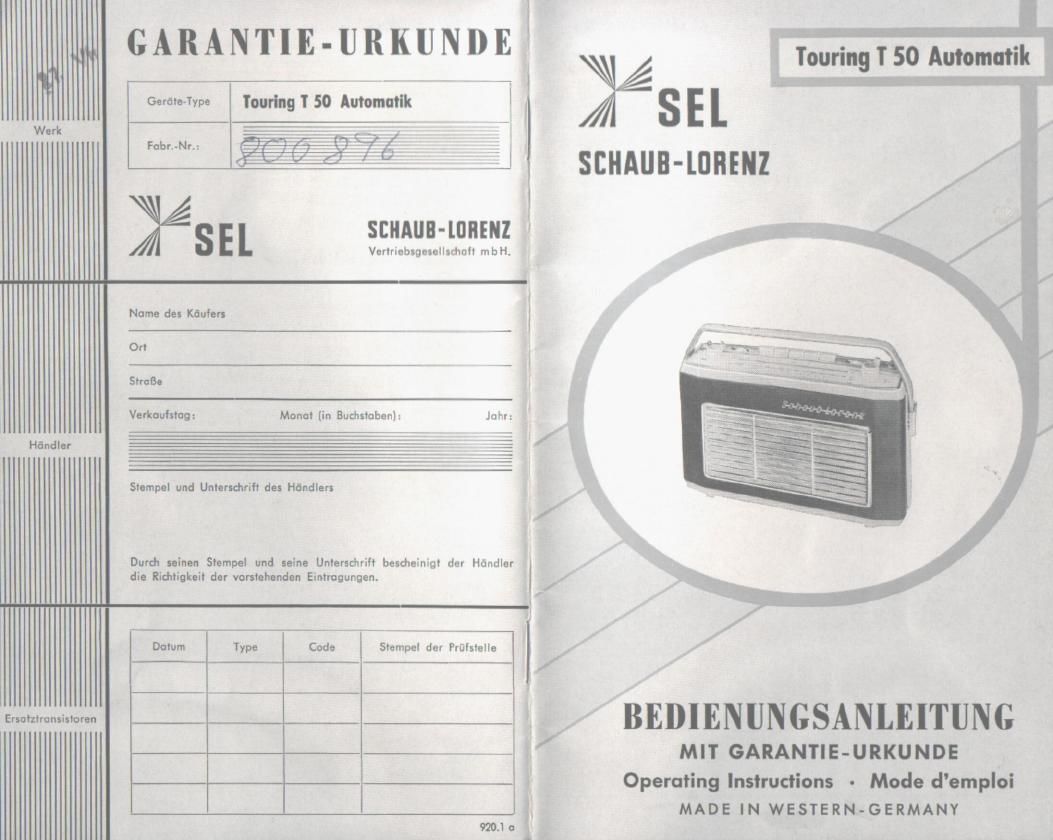 GARANTIE-URKUNDE
Geräte-Type Touring T 50 Automatik
Werk
Fabr.-Nr.: 800 896
SEL
SCHAUB-LORENZ
Vertriebsgesellschaft mbH.
Name des Käufers
Ort
Straße
Verkaufstag: Monat (in Buchstaben): Jahr:
Händler
Stempel und Unterschrift des Händlers
Durch seinen Stempel und seine Unterschrift bescheinigt der Händler
die Richtigkeit der vorstehenden Eintragungen.
Datum Type Code Stempel der Prüfstelle
Ersatztransistoren
920.1 a
Touring T 50 Automatik
SEL
SCHAUB-LORENZ
Schaub-Lorenz
BEDIENUNGSANLEITUNG
MIT GARANTIE-URKUNDE
Operating Instructions · Mode d'emploi
MADE IN WESTERN-GERMANY